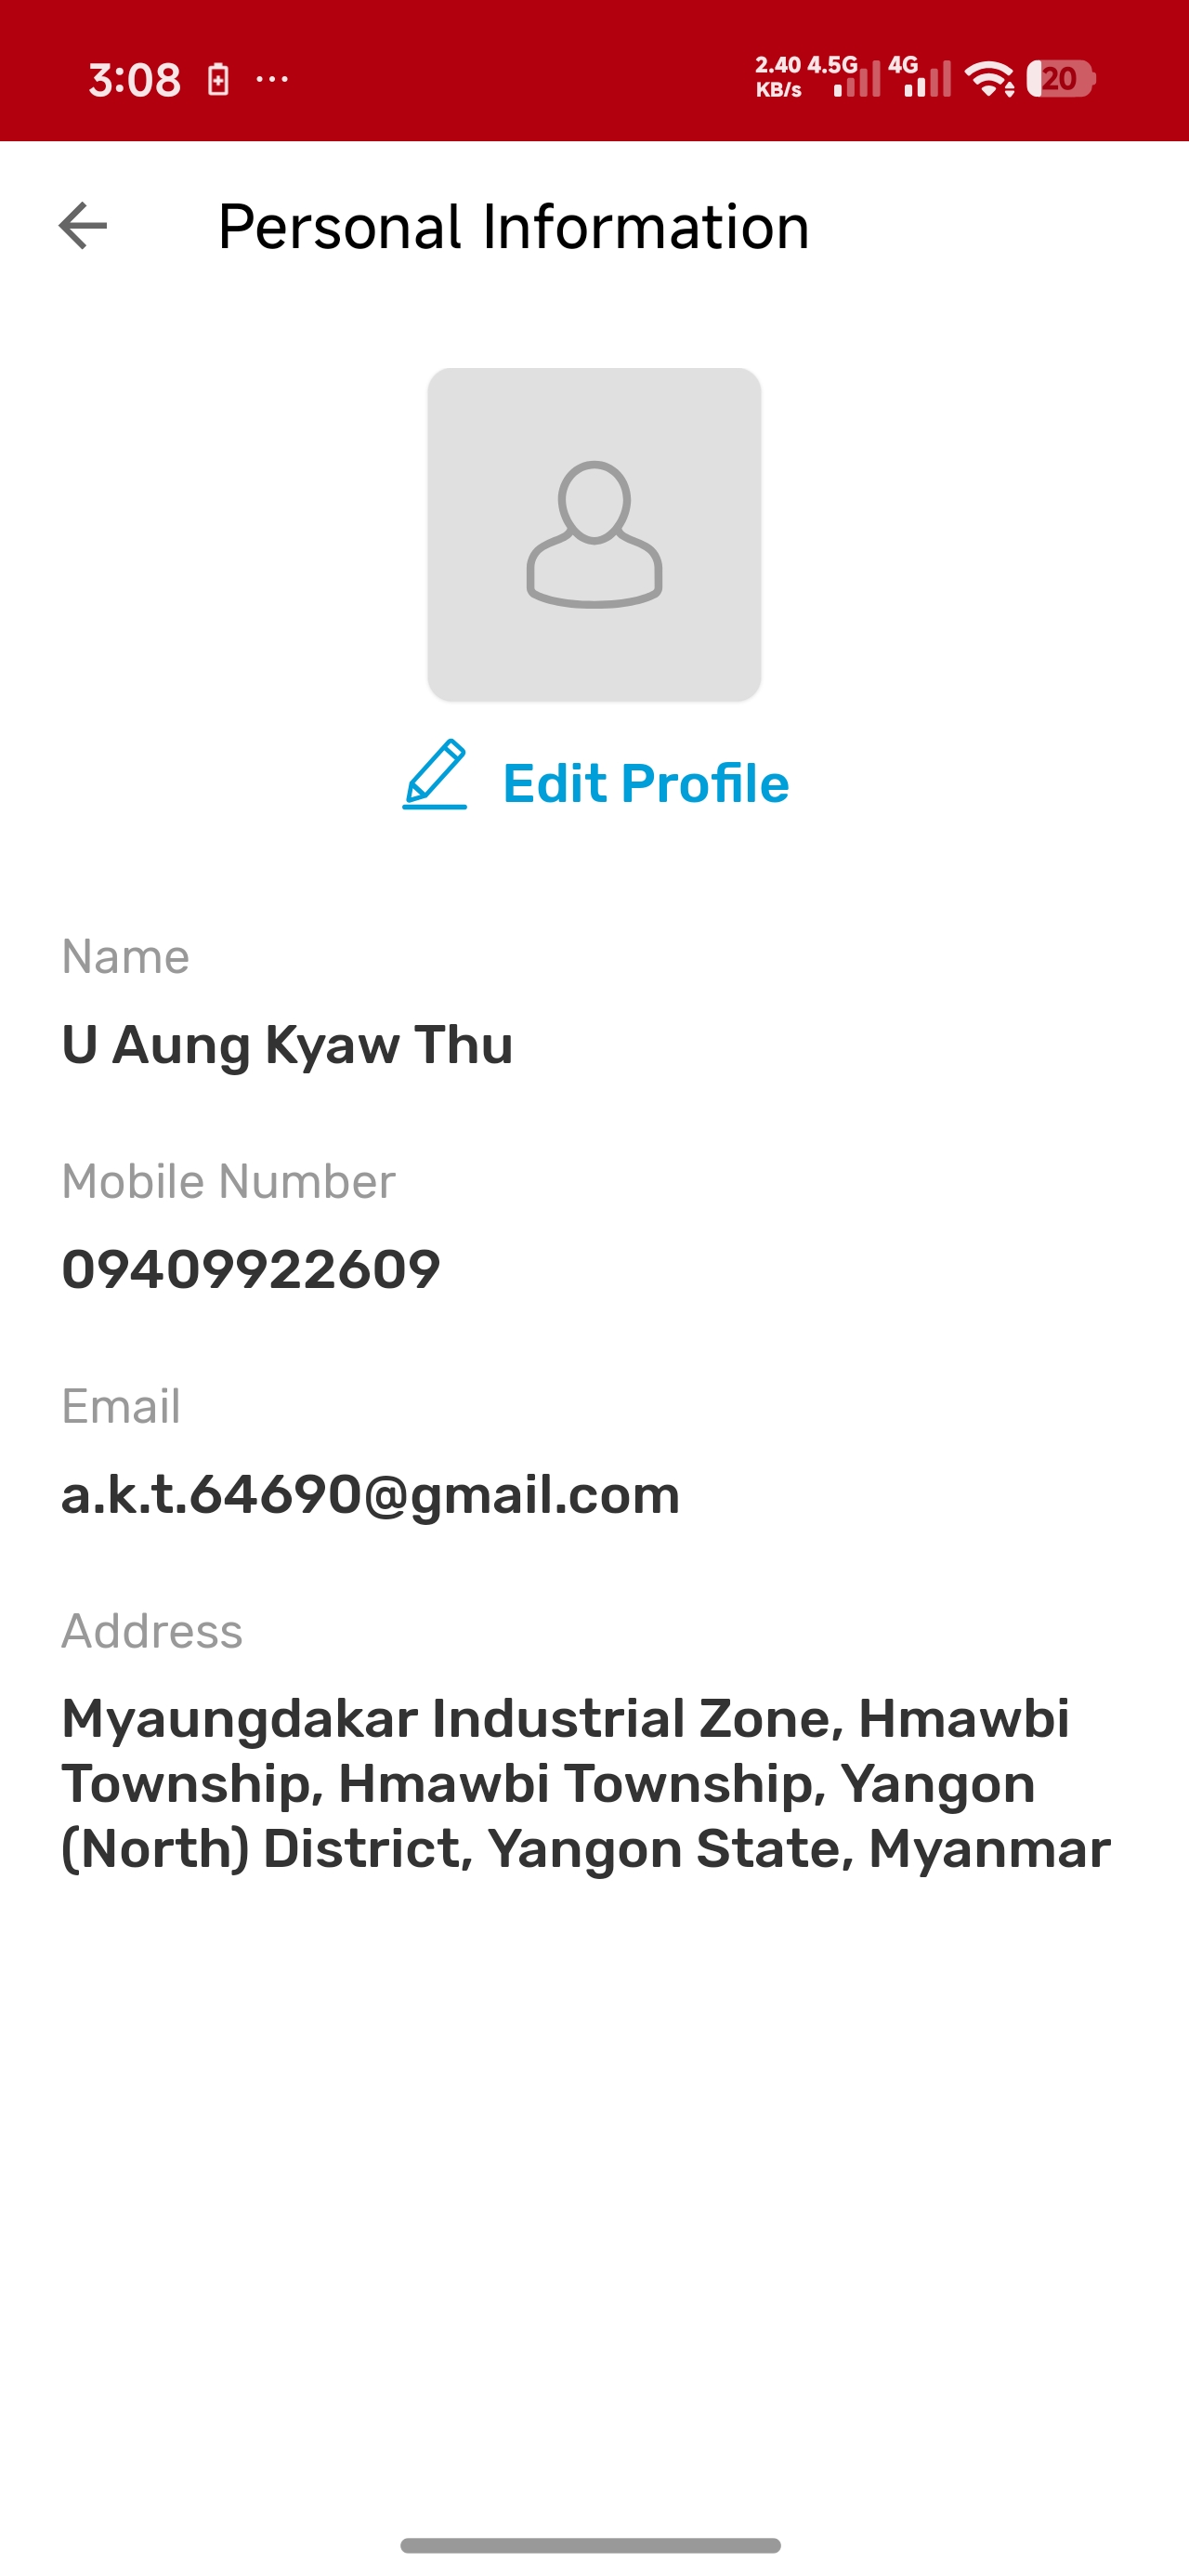 3:08 ...
2.40 KB/s 4.5G 4G 20
Personal Information
Edit Profile
Name
U Aung Kyaw Thu
Mobile Number
09409922609
Email
a.k.t.64690@gmail.com
Address
Myaungdakar Industrial Zone, Hmawbi
Township, Hmawbi Township, Yangon
(North) District, Yangon State, Myanmar